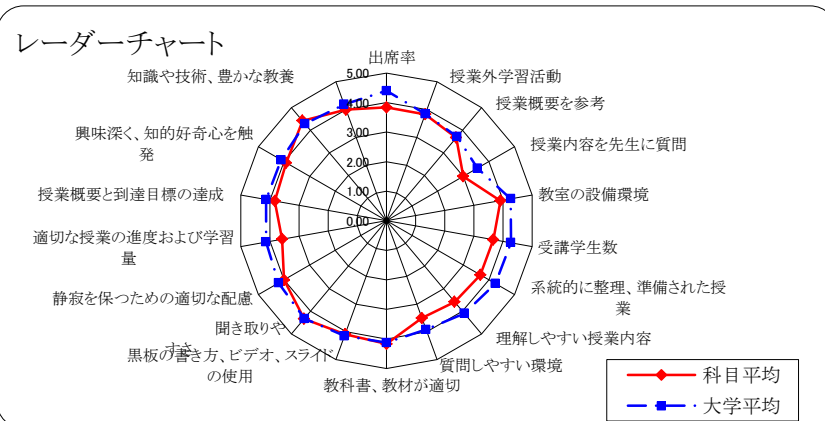 レーダーチャート
出席率
授業外学習活動
授業概要を参考
授業内容を先生に質問
教室の設備環境
受講学生数
系統的に整理、準備された授
業
理解しやすい授業内容
質問しやすい環境
教科書、教材が適切
黒板の書き方、ビデオ、スライド
の使用
聞き取りや
すさ
静寂を保つための適切な配慮
適切な授業の進度および学習
量
授業概要と到達目標の達成
興味深く、知的好奇心を触
発
知識や技術、豊かな教養
5.00
4.00
3.00
2.00
1.00
0.00
科目平均
大学平均